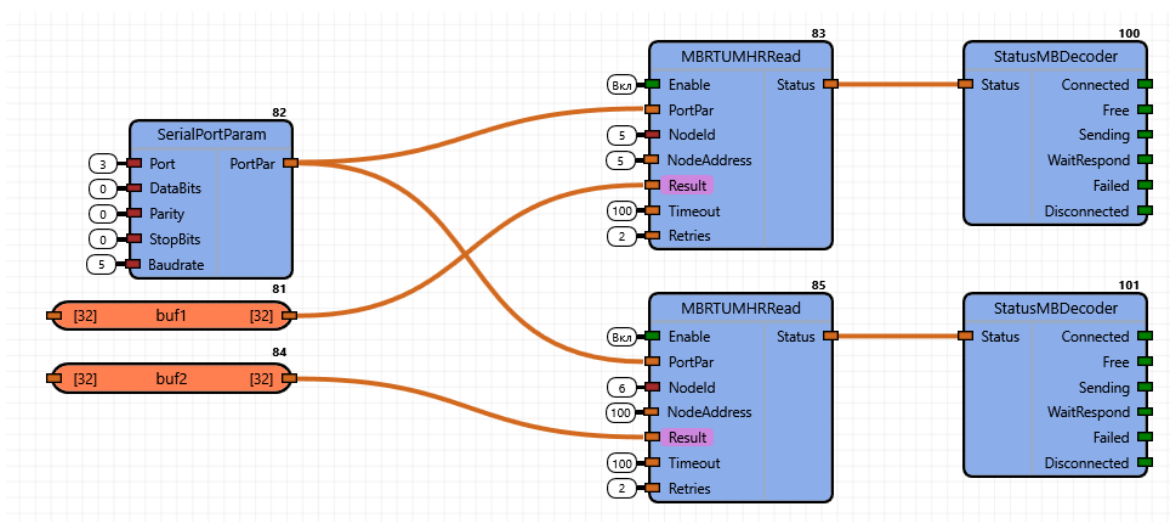 82
SerialPortParam
3 Port PortPar
0 DataBits
0 Parity
0 StopBits
5 Baudrate
81
[32] buf1 [32]
84
[32] buf2 [32]
83
MBRTUMHRRead
Вкл Enable Status
PortPar
5 NodeId
5 NodeAddress
Result
100 Timeout
2 Retries
100
StatusMBDecoder
Status Connected
Free
Sending
WaitRespond
Failed
Disconnected
85
MBRTUMHRRead
Вкл Enable Status
PortPar
6 NodeId
100 NodeAddress
Result
100 Timeout
2 Retries
101
StatusMBDecoder
Status Connected
Free
Sending
WaitRespond
Failed
Disconnected